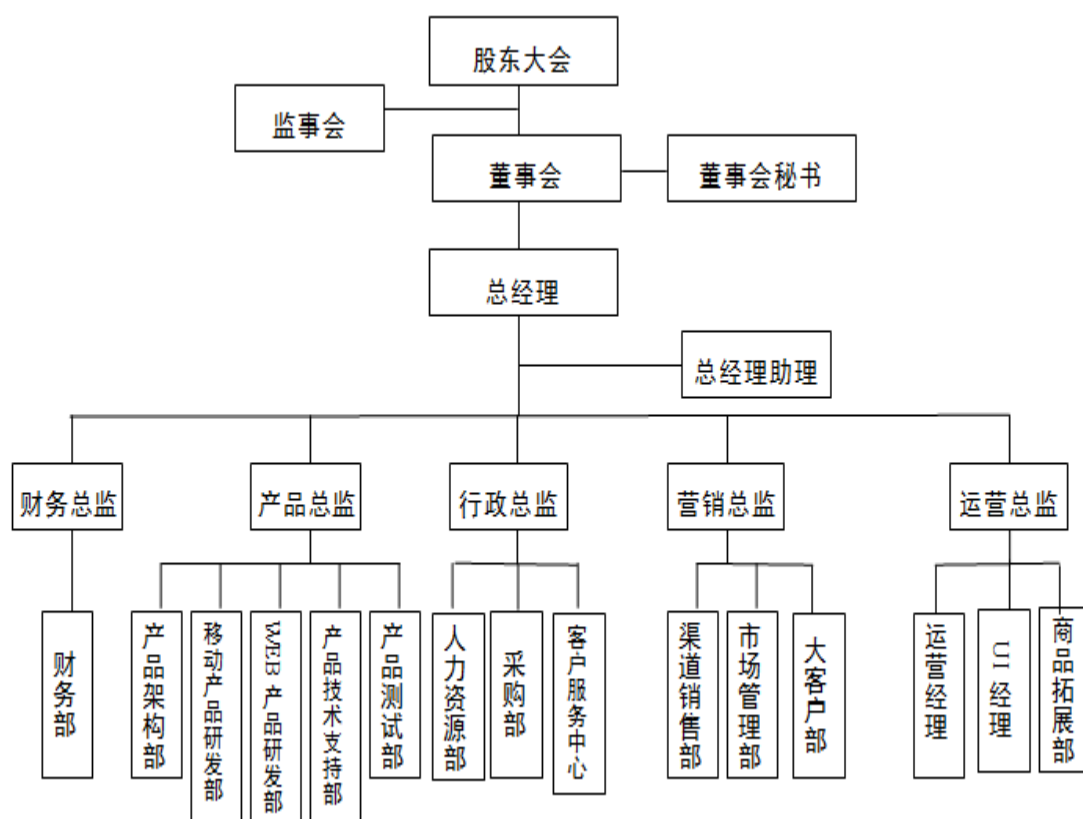 股东大会
监事会
董事会
董事会秘书
总经理
总经理助理
财务总监
产品总监
行政总监
营销总监
运营总监
财务部
产品架构部
移动产品研发部
WEB 产品研发部
产品技术支持部
产品测试部
人力资源部
采购部
客户服务中心
渠道销售部
市场管理部
大客户部
运营经理
UI 经理
商品拓展部